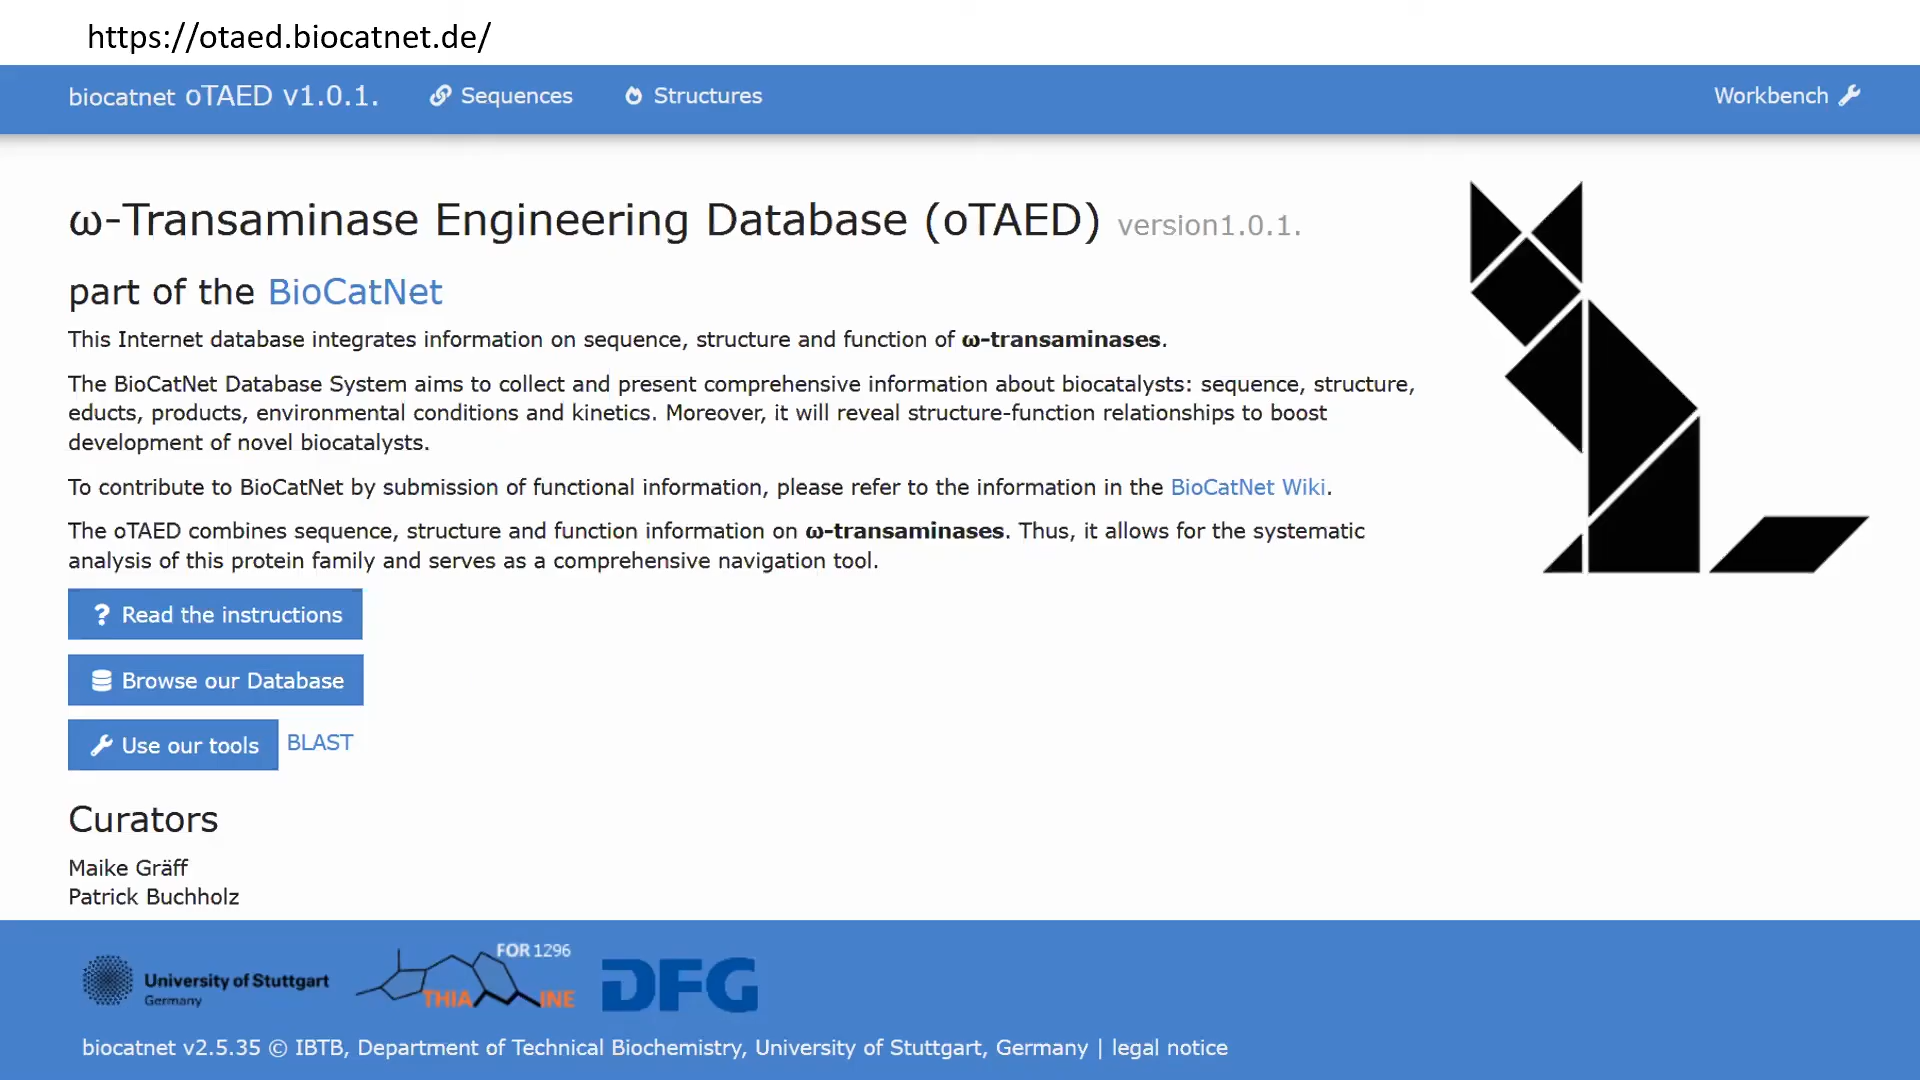 https://otaed.biocatnet.de/
biocatnet oTAED v1.0.1. Sequences Structures Workbench
ω-Transaminase Engineering Database (oTAED) version1.0.1.
part of the BioCatNet
This Internet database integrates information on sequence, structure and function of ω-transaminases.
The BioCatNet Database System aims to collect and present comprehensive information about biocatalysts: sequence, structure,
educts, products, environmental conditions and kinetics. Moreover, it will reveal structure-function relationships to boost
development of novel biocatalysts.
To contribute to BioCatNet by submission of functional information, please refer to the information in the BioCatNet Wiki.
The oTAED combines sequence, structure and function information on ω-transaminases. Thus, it allows for the systematic
analysis of this protein family and serves as a comprehensive navigation tool.
? Read the instructions
Browse our Database
Use our tools BLAST
Curators
Maike Gräff
Patrick Buchholz
FOR 1296
University of Stuttgart
Germany
THIA INE
DFG
biocatnet v2.5.35 © IBTB, Department of Technical Biochemistry, University of Stuttgart, Germany | legal notice